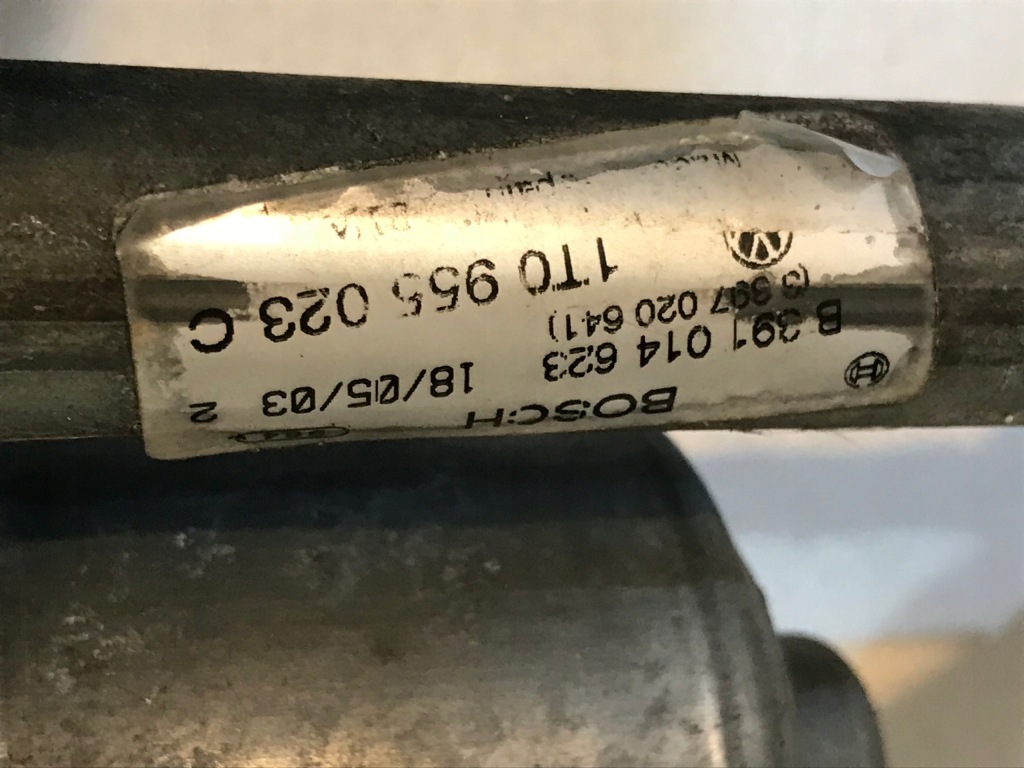 BOSCH
18/05/03 2
B 391 014 623
(3 397 020 641)
1T0 955 023 C